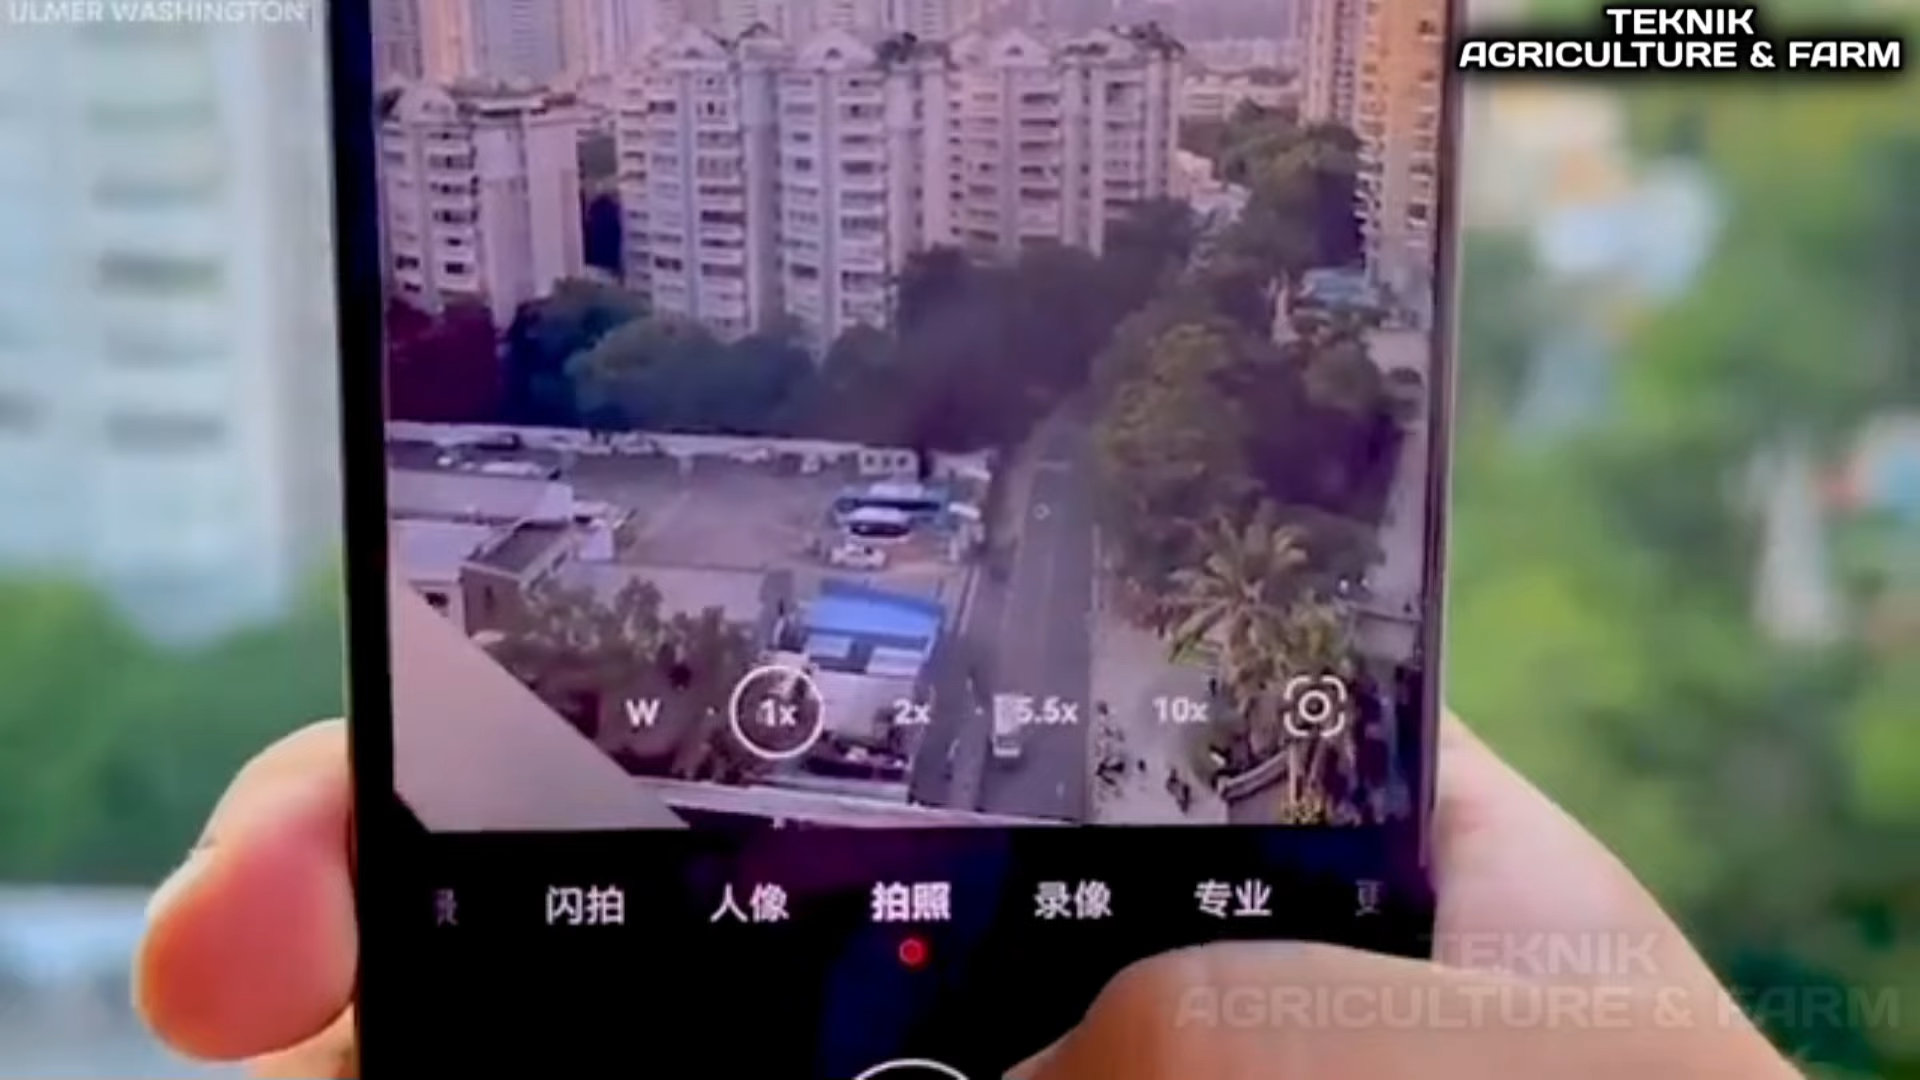 ULMER WASHINGTON
TEKNIK
AGRICULTURE & FARM
W 1x 2x 5.5x 10x
闪拍 人像 拍照 录像 专业 更
TEKNIK
AGRICULTURE & FARM